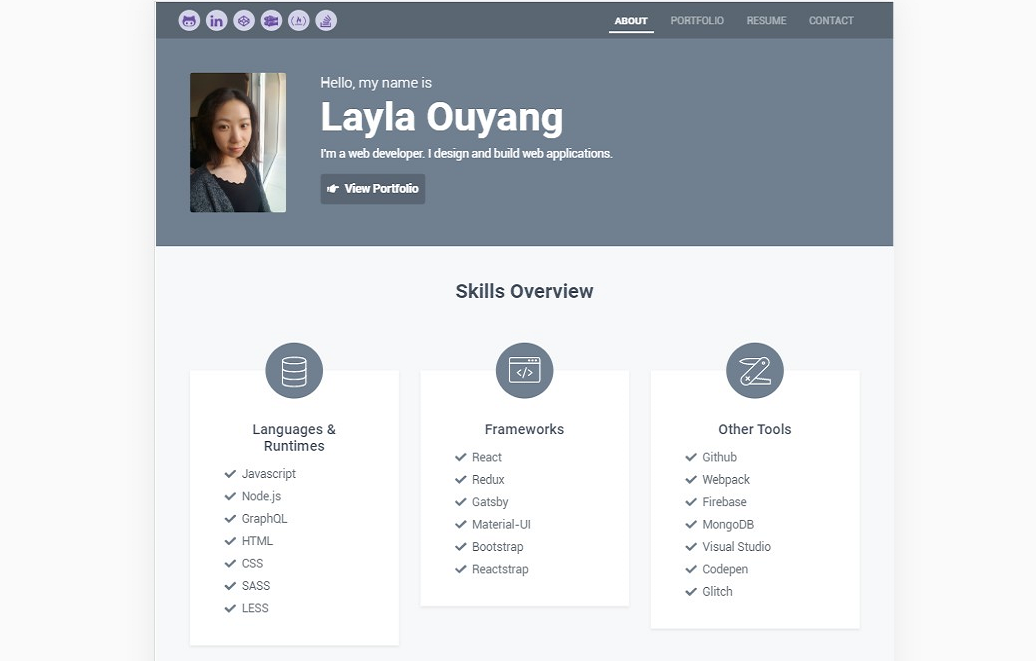 ABOUT PORTFOLIO RESUME CONTACT
Hello, my name is
Layla Ouyang
I'm a web developer. I design and build web applications.
View Portfolio
Skills Overview
Languages &
Runtimes
Javascript
Node.js
GraphQL
HTML
CSS
SASS
LESS
Frameworks
React
Redux
Gatsby
Material-UI
Bootstrap
Reactstrap
Other Tools
Github
Webpack
Firebase
MongoDB
Visual Studio
Codepen
Glitch